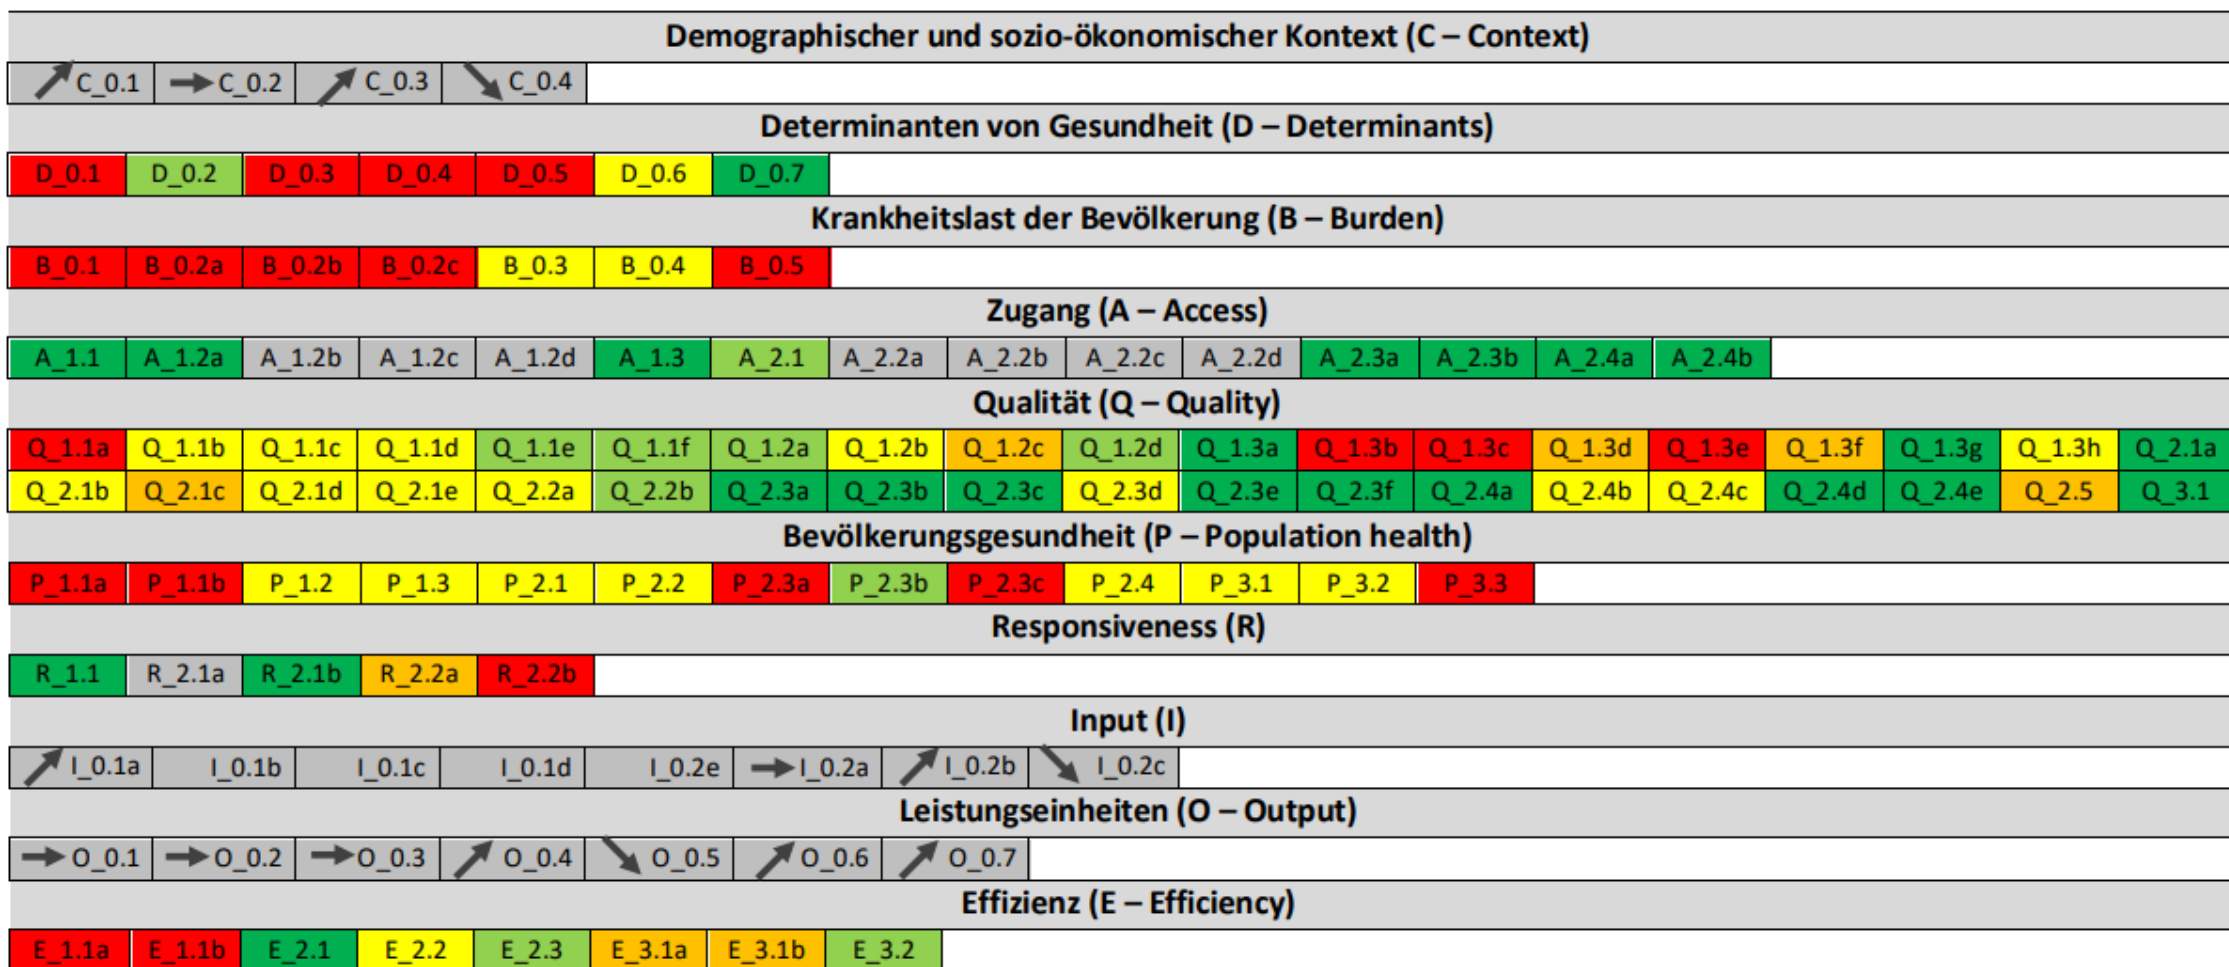 Demographischer und sozio-ökonomischer Kontext (C – Context)
C_0.1 C_0.2 C_0.3 C_0.4
Determinanten von Gesundheit (D – Determinants)
D_0.1 D_0.2 D_0.3 D_0.4 D_0.5 D_0.6 D_0.7
Krankheitslast der Bevölkerung (B – Burden)
B_0.1 B_0.2a B_0.2b B_0.2c B_0.3 B_0.4 B_0.5
Zugang (A – Access)
A_1.1 A_1.2a A_1.2b A_1.2c A_1.2d A_1.3 A_2.1 A_2.2a A_2.2b A_2.2c A_2.2d A_2.3a A_2.3b A_2.4a A_2.4b
Qualität (Q – Quality)
Q_1.1a Q_1.1b Q_1.1c Q_1.1d Q_1.1e Q_1.1f Q_1.2a Q_1.2b Q_1.2c Q_1.2d Q_1.3a Q_1.3b Q_1.3c Q_1.3d Q_1.3e Q_1.3f Q_1.3g Q_1.3h Q_2.1a
Q_2.1b Q_2.1c Q_2.1d Q_2.1e Q_2.2a Q_2.2b Q_2.3a Q_2.3b Q_2.3c Q_2.3d Q_2.3e Q_2.3f Q_2.4a Q_2.4b Q_2.4c Q_2.4d Q_2.4e Q_2.5 Q_3.1
Bevölkerungsgesundheit (P – Population health)
P_1.1a P_1.1b P_1.2 P_1.3 P_2.1 P_2.2 P_2.3a P_2.3b P_2.3c P_2.4 P_3.1 P_3.2 P_3.3
Responsiveness (R)
R_1.1 R_2.1a R_2.1b R_2.2a R_2.2b
Input (I)
I_0.1a I_0.1b I_0.1c I_0.1d I_0.2e I_0.2a I_0.2b I_0.2c
Leistungseinheiten (O – Output)
O_0.1 O_0.2 O_0.3 O_0.4 O_0.5 O_0.6 O_0.7
Effizienz (E – Efficiency)
E_1.1a E_1.1b E_2.1 E_2.2 E_2.3 E_3.1a E_3.1b E_3.2